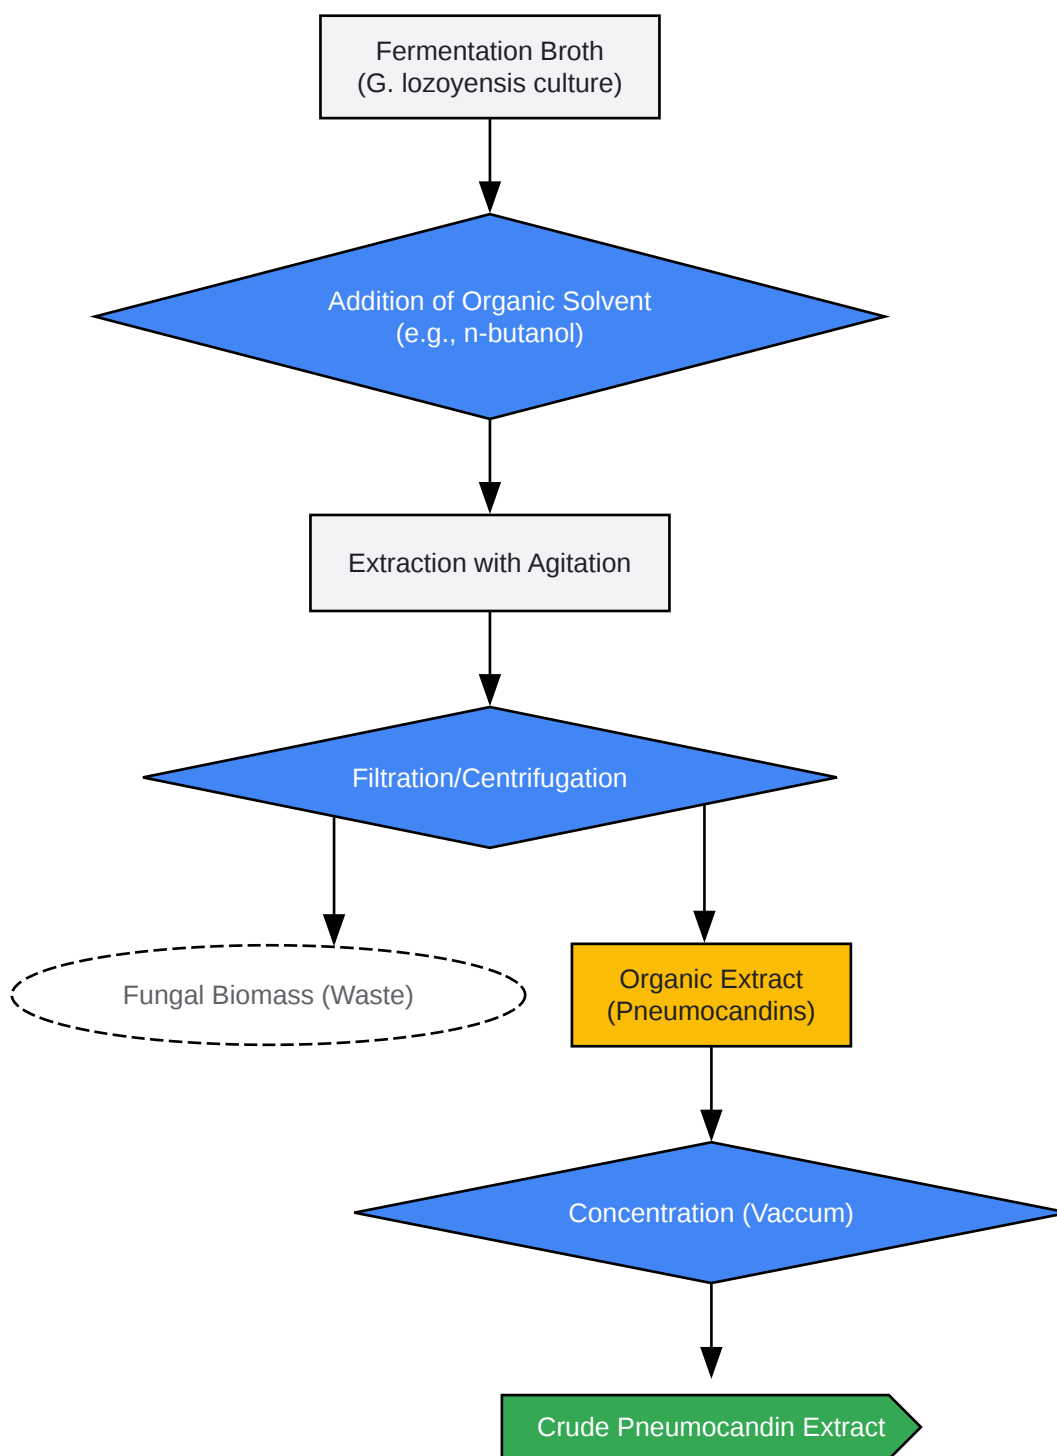 Fermentation Broth
(G. lozoyensis culture)
Addition of Organic Solvent
(e.g., n-butanol)
Extraction with Agitation
Filtration/Centrifugation
Fungal Biomass (Waste)
Organic Extract
(Pneumocandins)
Concentration (Vaccum)
Crude Pneumocandin Extract